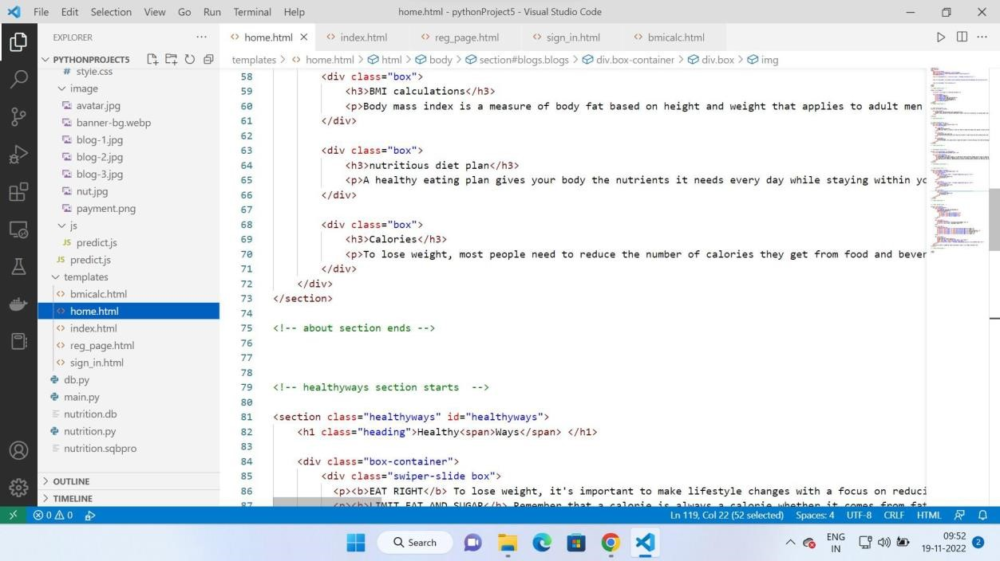 File Edit Selection View Go Run Terminal Help home.html - pythonProject5 - Visual Studio Code
EXPLORER ··· <> home.html × <> index.html <> reg_page.html <> sign_in.html <> bmicalc.html
PYTHONPROJECT5
templates > <> home.html > html > body > section#blogs.blogs > div.box-container > div.box > img
# style.css
image
avatar.jpg
banner-bg.webp
blog-1.jpg
blog-2.jpg
blog-3.jpg
nut.jpg
payment.png
js
JS predict.js
JS predict.js
templates
<> bmicalc.html
<> home.html
<> index.html
<> reg_page.html
<> sign_in.html
db.py
main.py
nutrition.db
nutrition.py
nutrition.sqbpro
OUTLINE
TIMELINE
58 <div class="box">
59 <h3>BMI calculations</h3>
60 <p>Body mass index is a measure of body fat based on height and weight that applies to adult men
61 </div>
62
63 <div class="box">
64 <h3>nutritious diet plan</h3>
65 <p>A healthy eating plan gives your body the nutrients it needs every day while staying within yo
66 </div>
67
68 <div class="box">
69 <h3>Calories</h3>
70 <p>To lose weight, most people need to reduce the number of calories they get from food and bever
71 </div>
72 </div>
73 </section>
74
75 <!-- about section ends -->
76
77
78
79 <!-- healthyways section starts  -->
80
81 <section class="healthyways" id="healthyways">
82 <h1 class="heading">Healthy<span>Ways</span> </h1>
83
84 <div class="box-container">
85 <div class="swiper-slide box">
86 <p><b>EAT RIGHT</b> To lose weight, it's important to make lifestyle changes with a focus on reduci
87 <p><b>LIMIT FAT AND SUGAR</b> Remember that a calorie is always a calorie whether it comes from fat
0 0 Ln 119, Col 22 (52 selected) Spaces: 4 UTF-8 CRLF HTML
Search ENG IN 09:52 19-11-2022 2